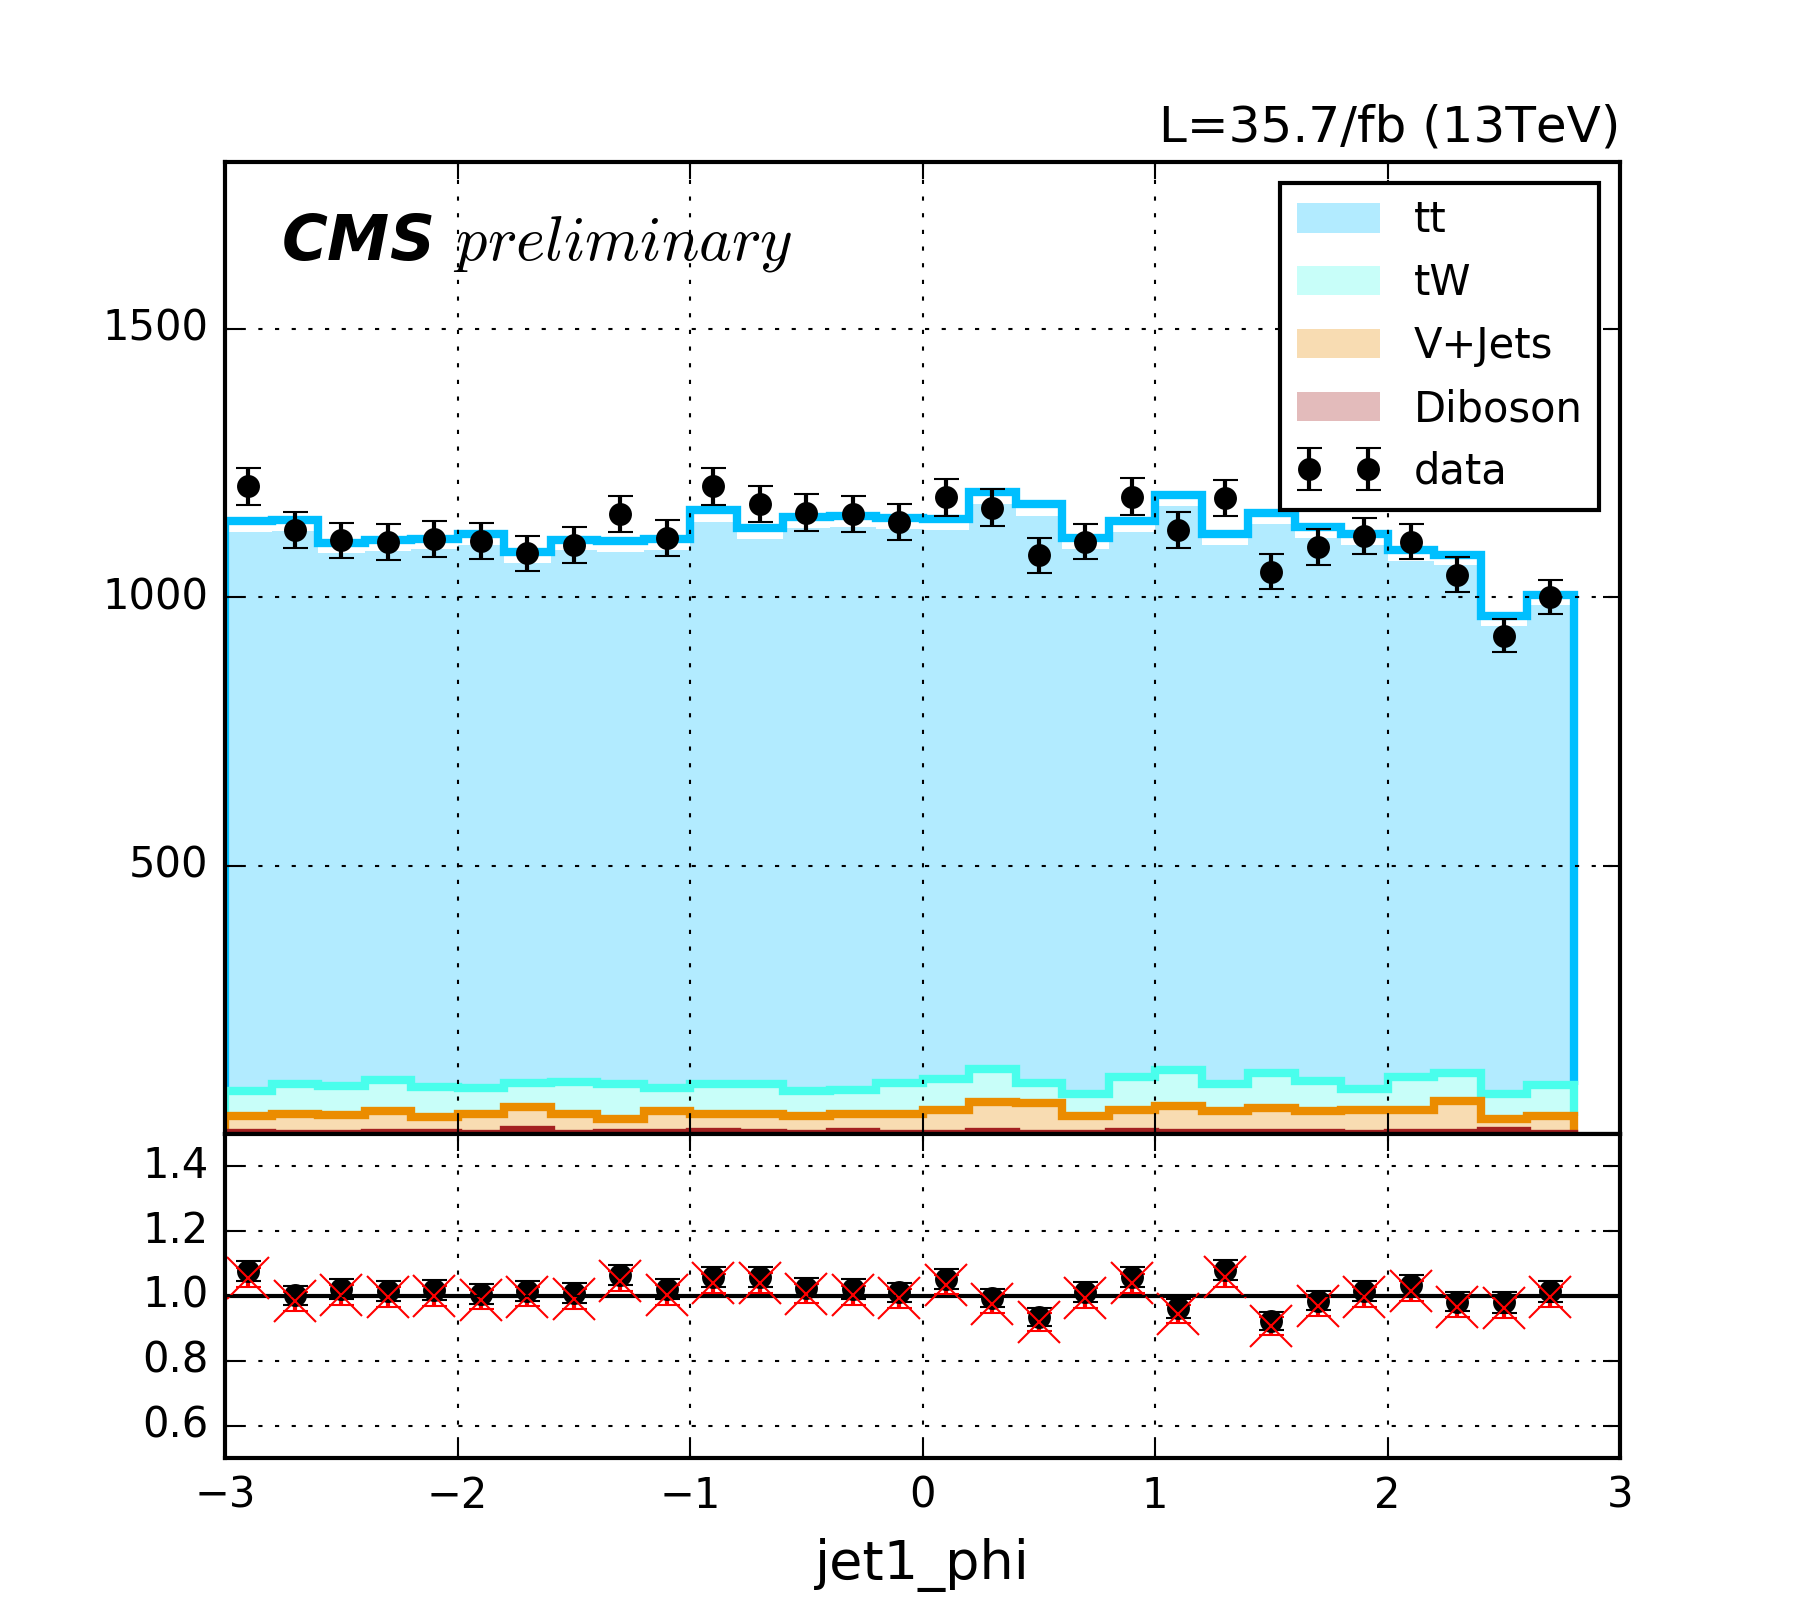 L=35.7/fb (13TeV)
CMS preliminary
tt
tW
V+Jets
Diboson
data
1500
1000
500
1.4
1.2
1.0
0.8
0.6
−3 −2 −1 0 1 2 3
jet1_phi